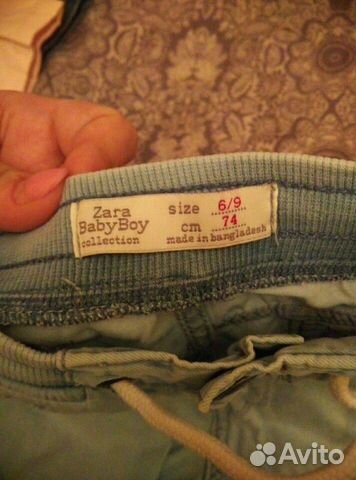 Zara size 6/9
BabyBoy cm 74
collection made in bangladesh
Avito